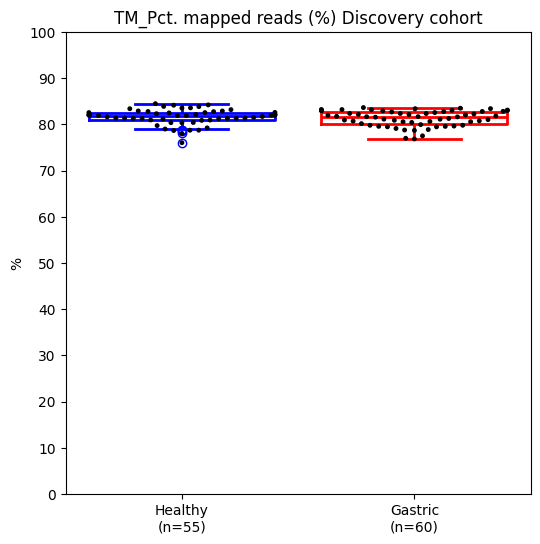 TM_Pct. mapped reads (%) Discovery cohort
100
90
80
70
60
50
40
30
20
10
0
%
Healthy
(n=55)
Gastric
(n=60)